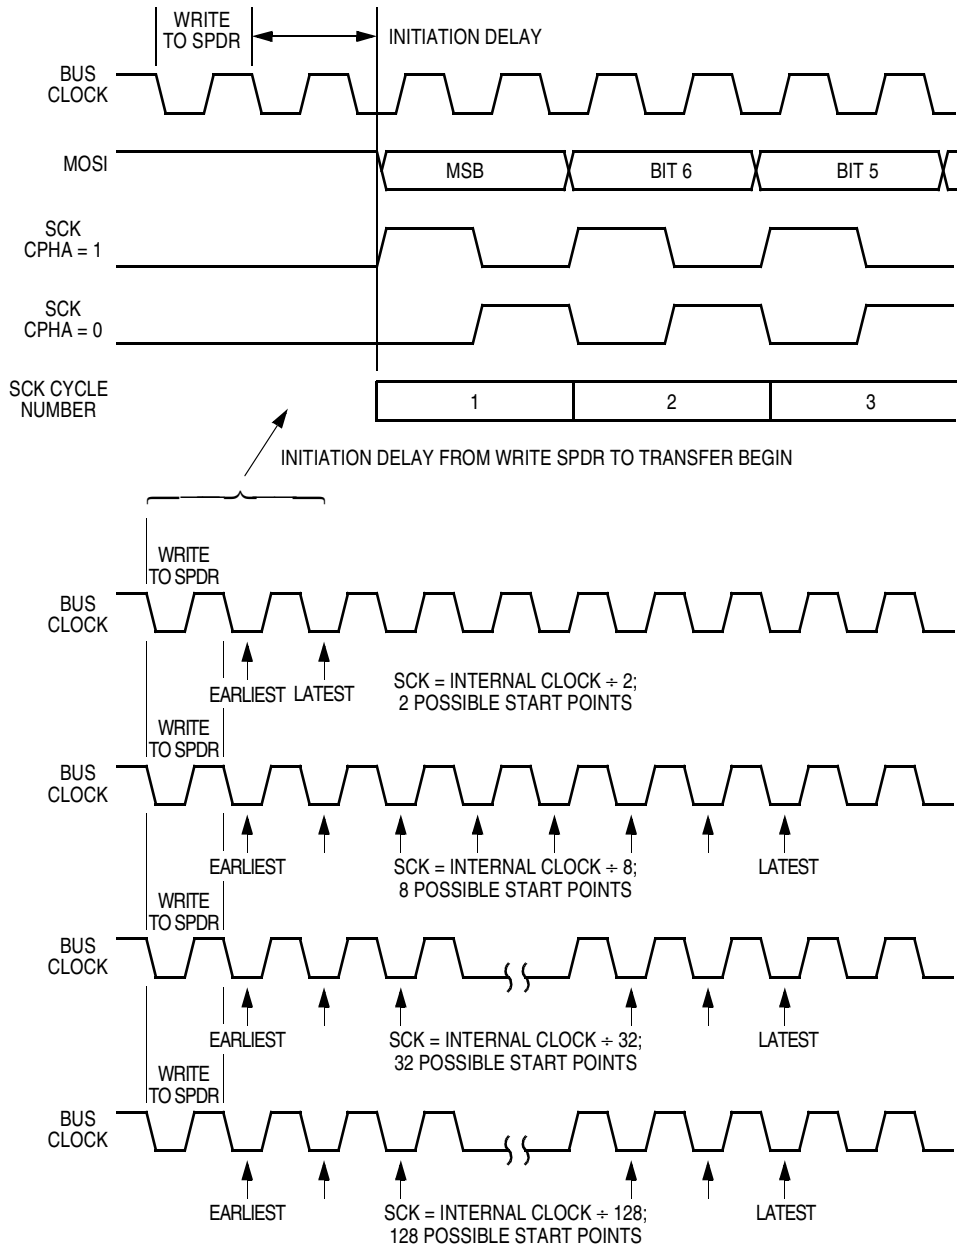 WRITE
TO SPDR
INITIATION DELAY
BUS
CLOCK
MOSI
MSB
BIT 6
BIT 5
SCK
CPHA = 1
SCK
CPHA = 0
SCK CYCLE
NUMBER
1
2
3
INITIATION DELAY FROM WRITE SPDR TO TRANSFER BEGIN
WRITE
TO SPDR
BUS
CLOCK
EARLIEST
LATEST
SCK = INTERNAL CLOCK ÷ 2;
2 POSSIBLE START POINTS
WRITE
TO SPDR
BUS
CLOCK
EARLIEST
SCK = INTERNAL CLOCK ÷ 8;
8 POSSIBLE START POINTS
LATEST
WRITE
TO SPDR
BUS
CLOCK
EARLIEST
SCK = INTERNAL CLOCK ÷ 32;
32 POSSIBLE START POINTS
LATEST
WRITE
TO SPDR
BUS
CLOCK
EARLIEST
SCK = INTERNAL CLOCK ÷ 128;
128 POSSIBLE START POINTS
LATEST